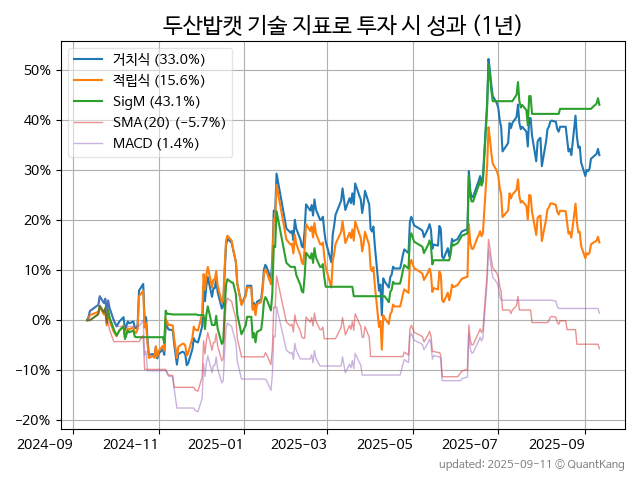 두산밥캣 기술 지표로 투자 시 성과 (1년)
거치식 (33.0%)
적립식 (15.6%)
SigM (43.1%)
SMA(20) (−5.7%)
MACD (1.4%)
50%
40%
30%
20%
10%
0%
−10%
−20%
2024-09
2024-11
2025-01
2025-03
2025-05
2025-07
2025-09
updated: 2025-09-11 © QuantKang